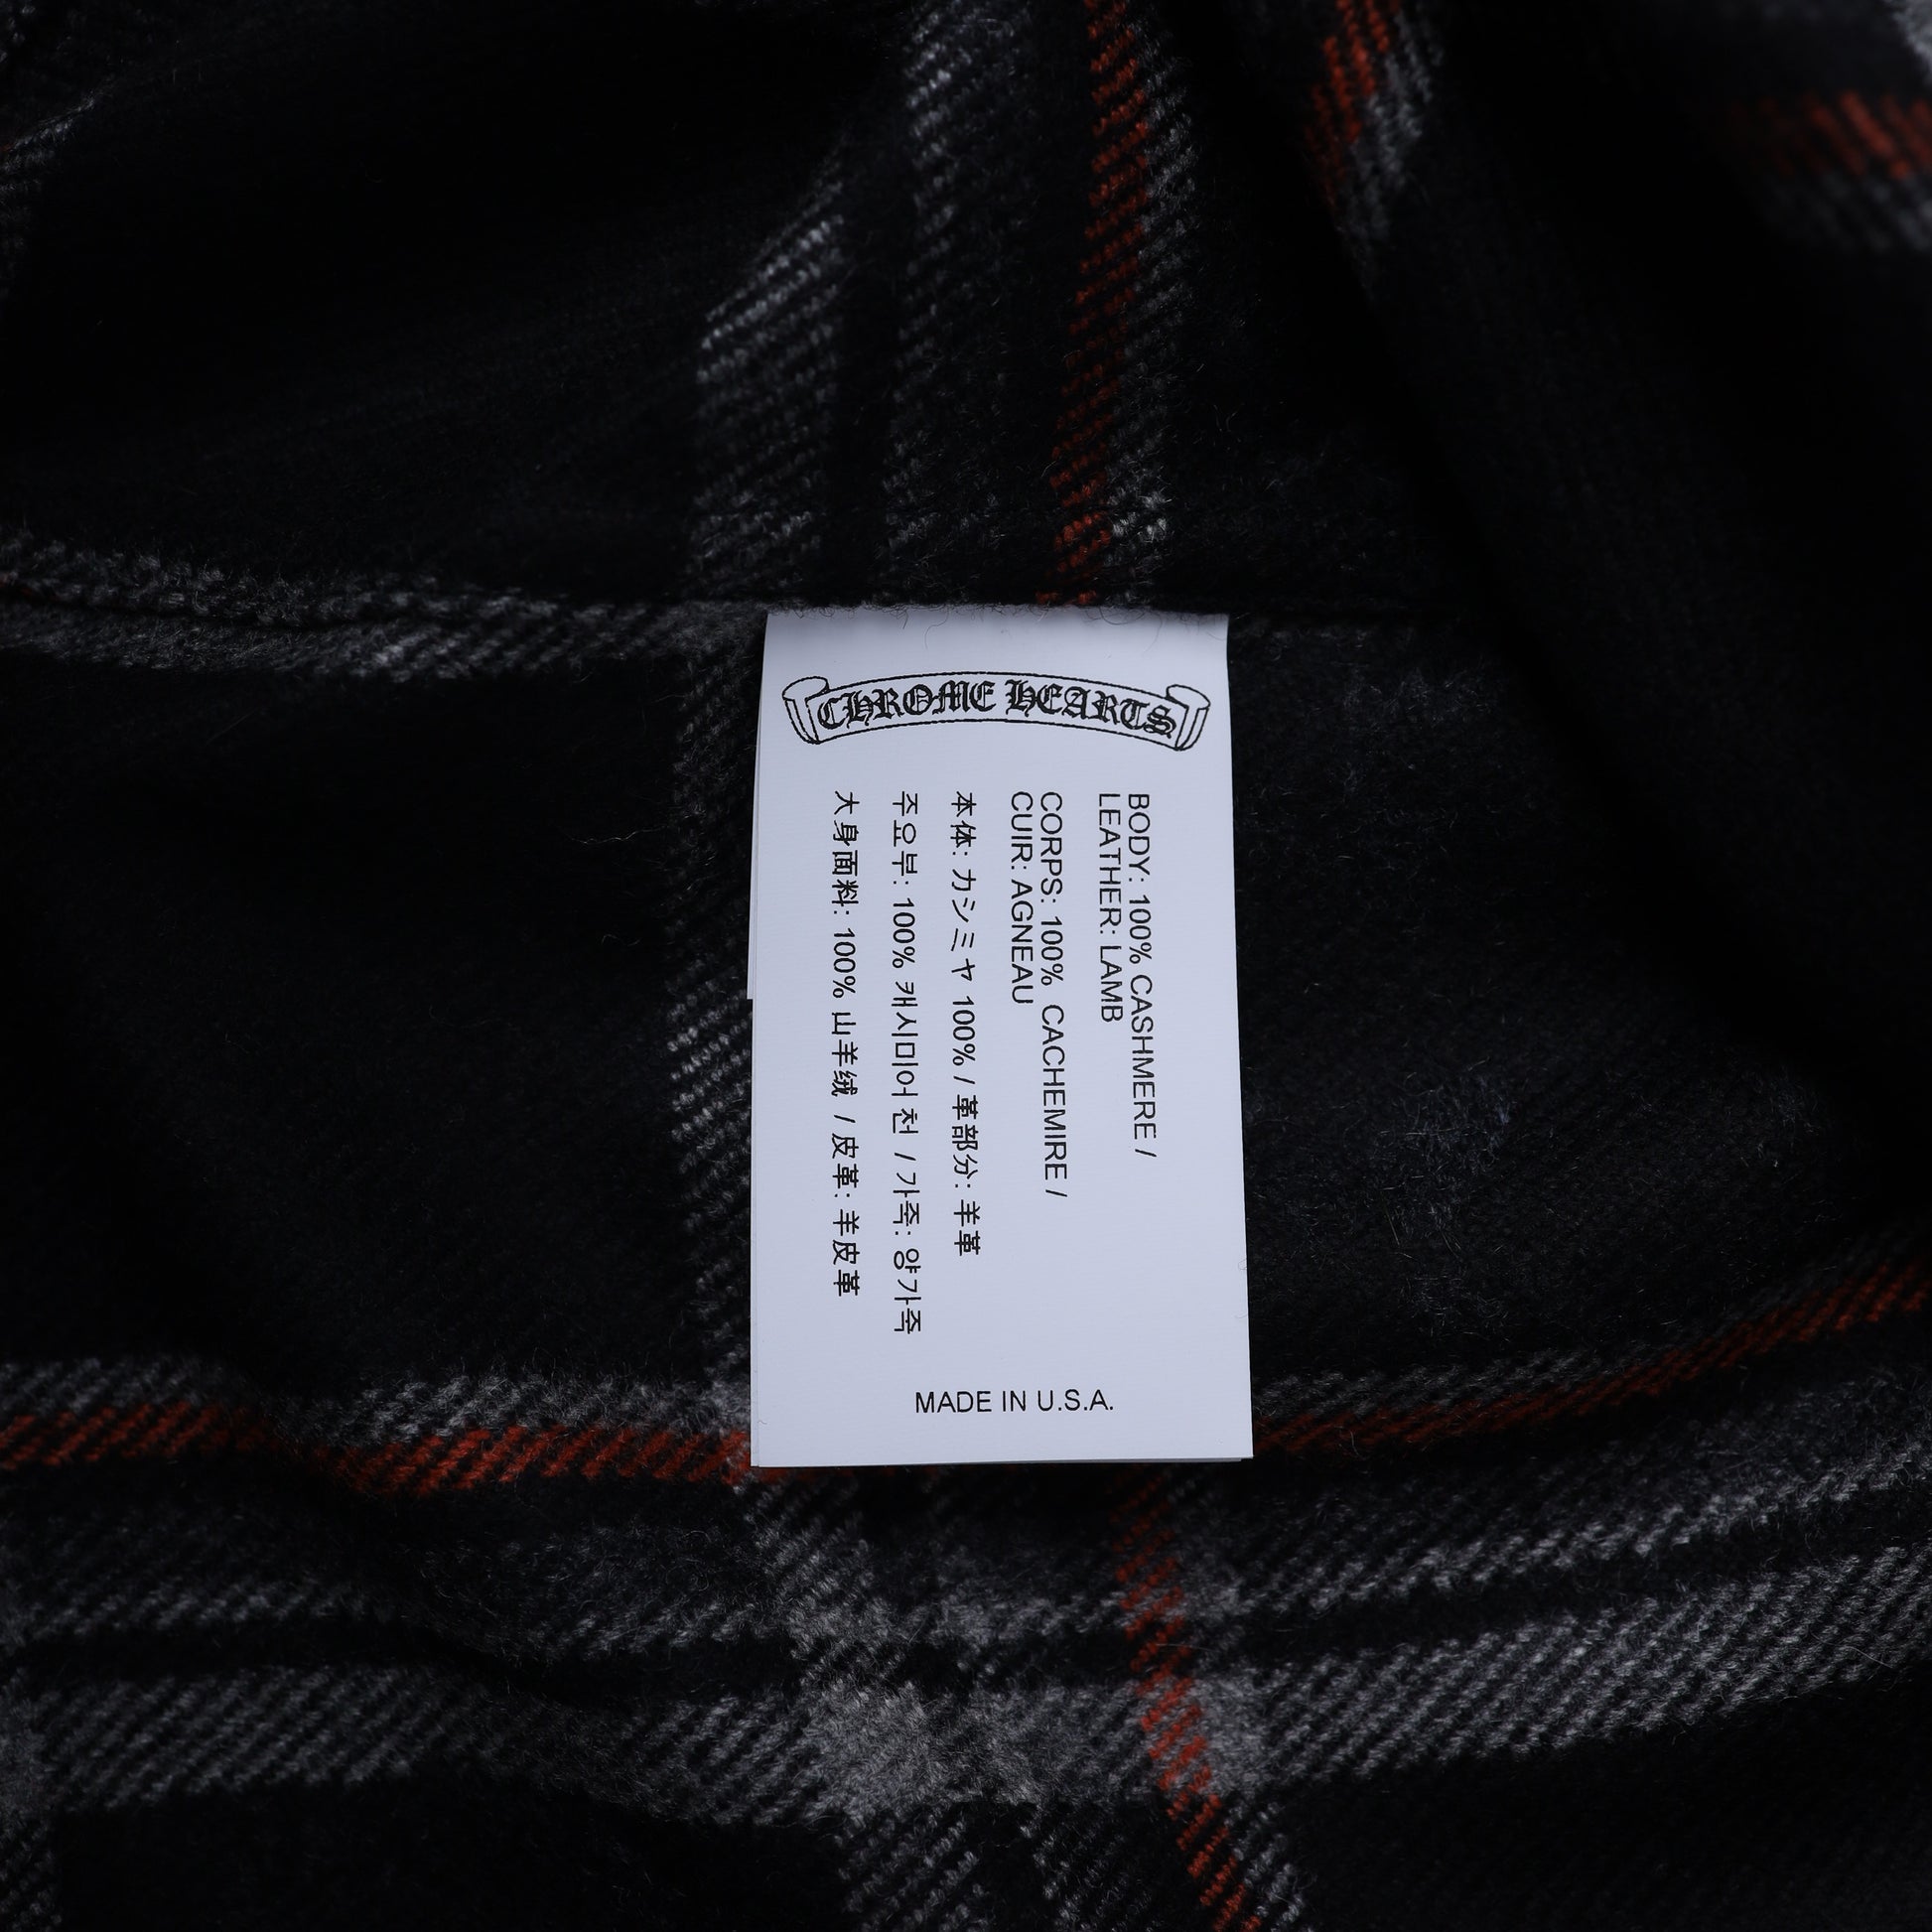 CHROME HEARTS
BODY: 100% CASHMERE /
LEATHER: LAMB
CORPS: 100% CACHEMIRE /
CUIR: AGNEAU
本体: カシミヤ 100% / 革部分: 羊革
주요부: 100% 캐시미어 천 / 가죽: 양가죽
大身面料: 100% 山羊绒 / 皮革: 羊皮革
MADE IN U.S.A.